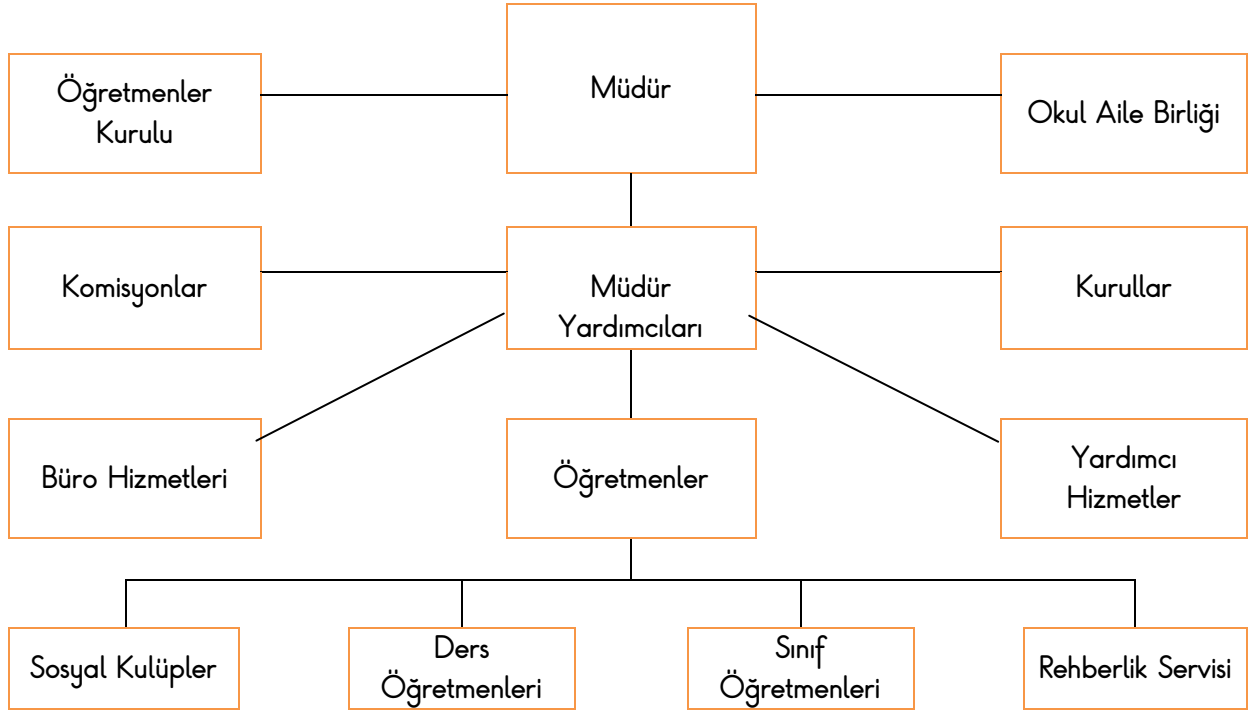 Öğretmenler
Kurulu
Müdür
Okul Aile Birliği
Komisyonlar
Müdür
Yardımcıları
Kurullar
Büro Hizmetleri
Öğretmenler
Yardımcı
Hizmetler
Sosyal Kulüpler
Ders
Öğretmenleri
Sınıf
Öğretmenleri
Rehberlik Servisi